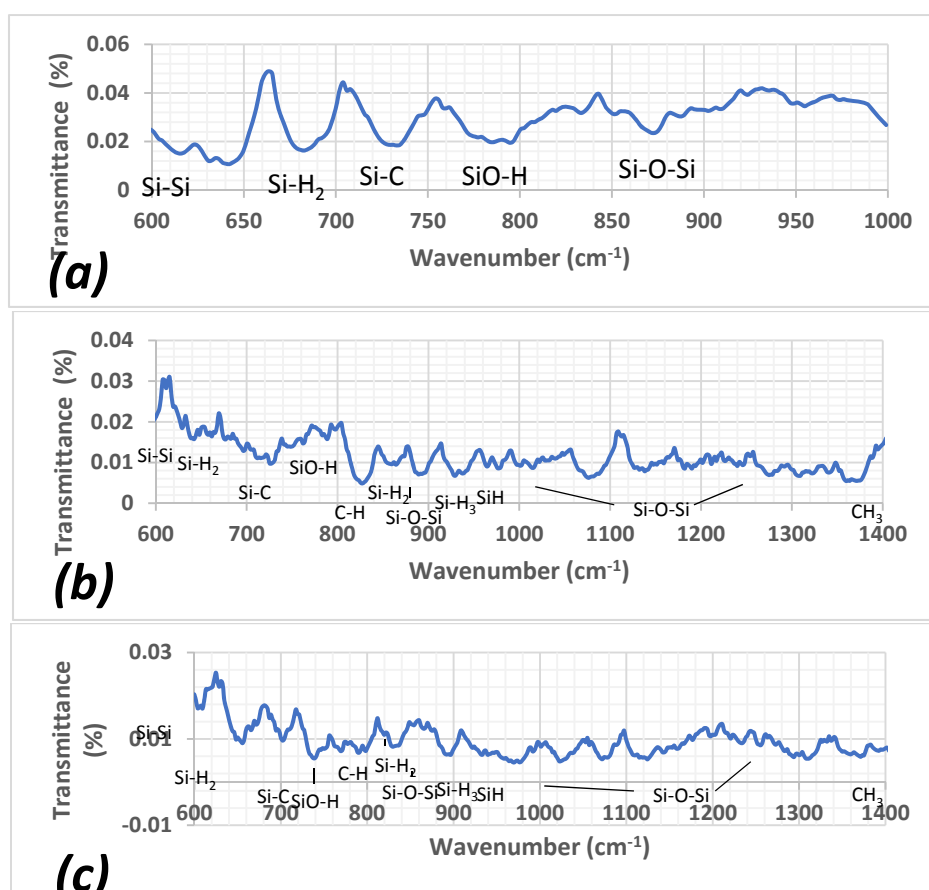 0.06
0.04
0.02
0
Transmittance (%)
Si-Si
Si-H2
Si-C
SiO-H
Si-O-Si
600 650 700 750 800 850 900 950 1000
Wavenumber (cm-1)
(a)
0.04
0.03
0.02
0.01
0
Transmittance (%)
Si-Si
Si-H2
Si-C
SiO-H
C-H
Si-H2
Si-O-Si
Si-H3
SiH
Si-O-Si
CH3
600 700 800 900 1000 1100 1200 1300 1400
Wavenumber (cm-1)
(b)
0.03
0.01
-0.01
Transmittance
(%)
Si-Si
Si-H2
Si-C
SiO-H
C-H
Si-H2
Si-O-Si
Si-H3
SiH
Si-O-Si
CH3
600 700 800 900 1000 1100 1200 1300 1400
Wavenumber (cm-1)
(c)